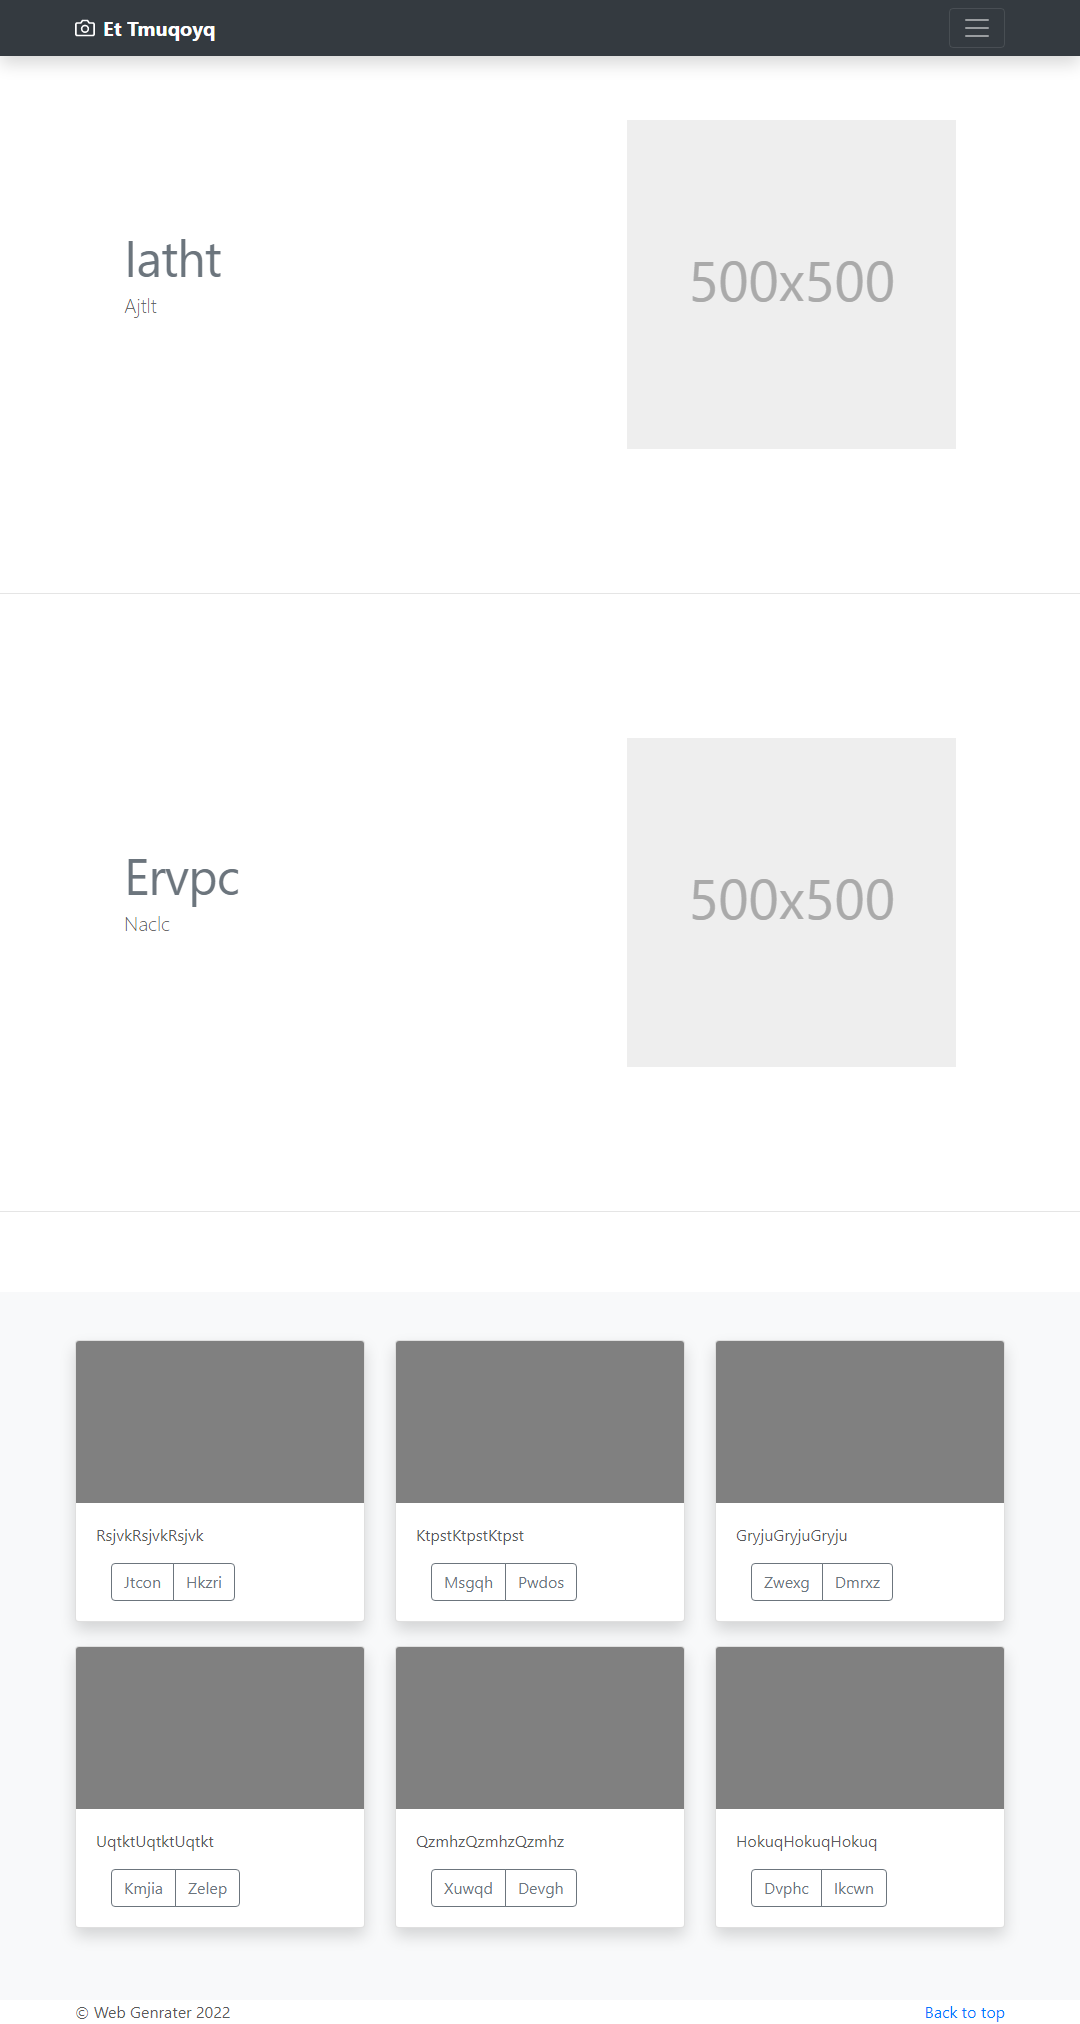 Et Tmuqoyq
Iatht
Ajtlt
500x500
Ervpc
Naclc
500x500
RsjvkRsjvkRsjvk
Jtcon Hkzri
KtpstKtpstKtpst
Msgqh Pwdos
GryjuGryjuGryju
Zwexg Dmrxz
UqtktUqtktUqtkt
Kmjia Zelep
QzmhzQzmhzQzmhz
Xuwqd Devgh
HokuqHokuqHokuq
Dvphc Ikcwn
© Web Genrater 2022
Back to top